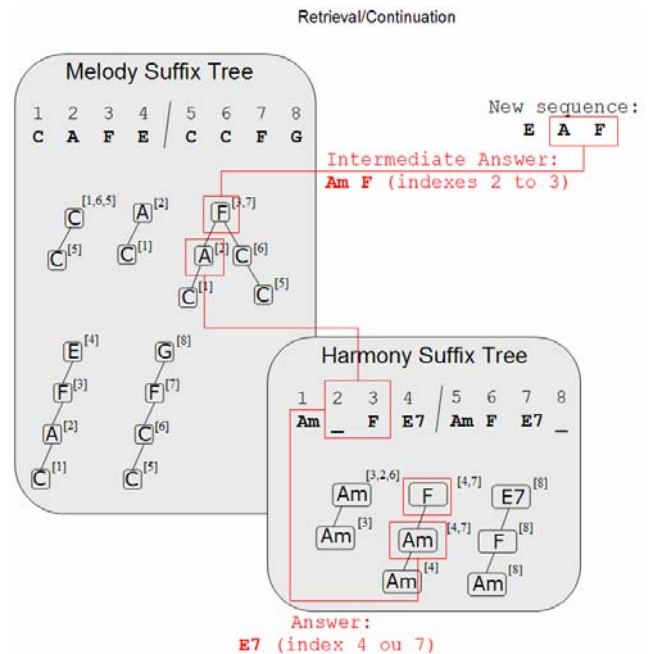 Retrieval/Continuation
Melody Suffix Tree
1 2 3 4 / 5 6 7 8
C A F E / C C F G
New sequence:
E A F
Intermediate Answer:
Am F (indexes 2 to 3)
C [1,6,5]
C [5]
A [2]
C [1]
F [3,7]
A [2] C [6]
C [1] C [5]
E [4]
F [3]
A [2]
C [1]
G [8]
F [7]
C [6]
C [5]
Harmony Suffix Tree
1 2 3 4 / 5 6 7 8
Am _ F E7 / Am F E7 _
Am [3,2,6]
Am [3]
F [4,7]
Am [4,7]
Am [4]
E7 [8]
F [8]
Am [8]
Answer:
E7 (index 4 ou 7)